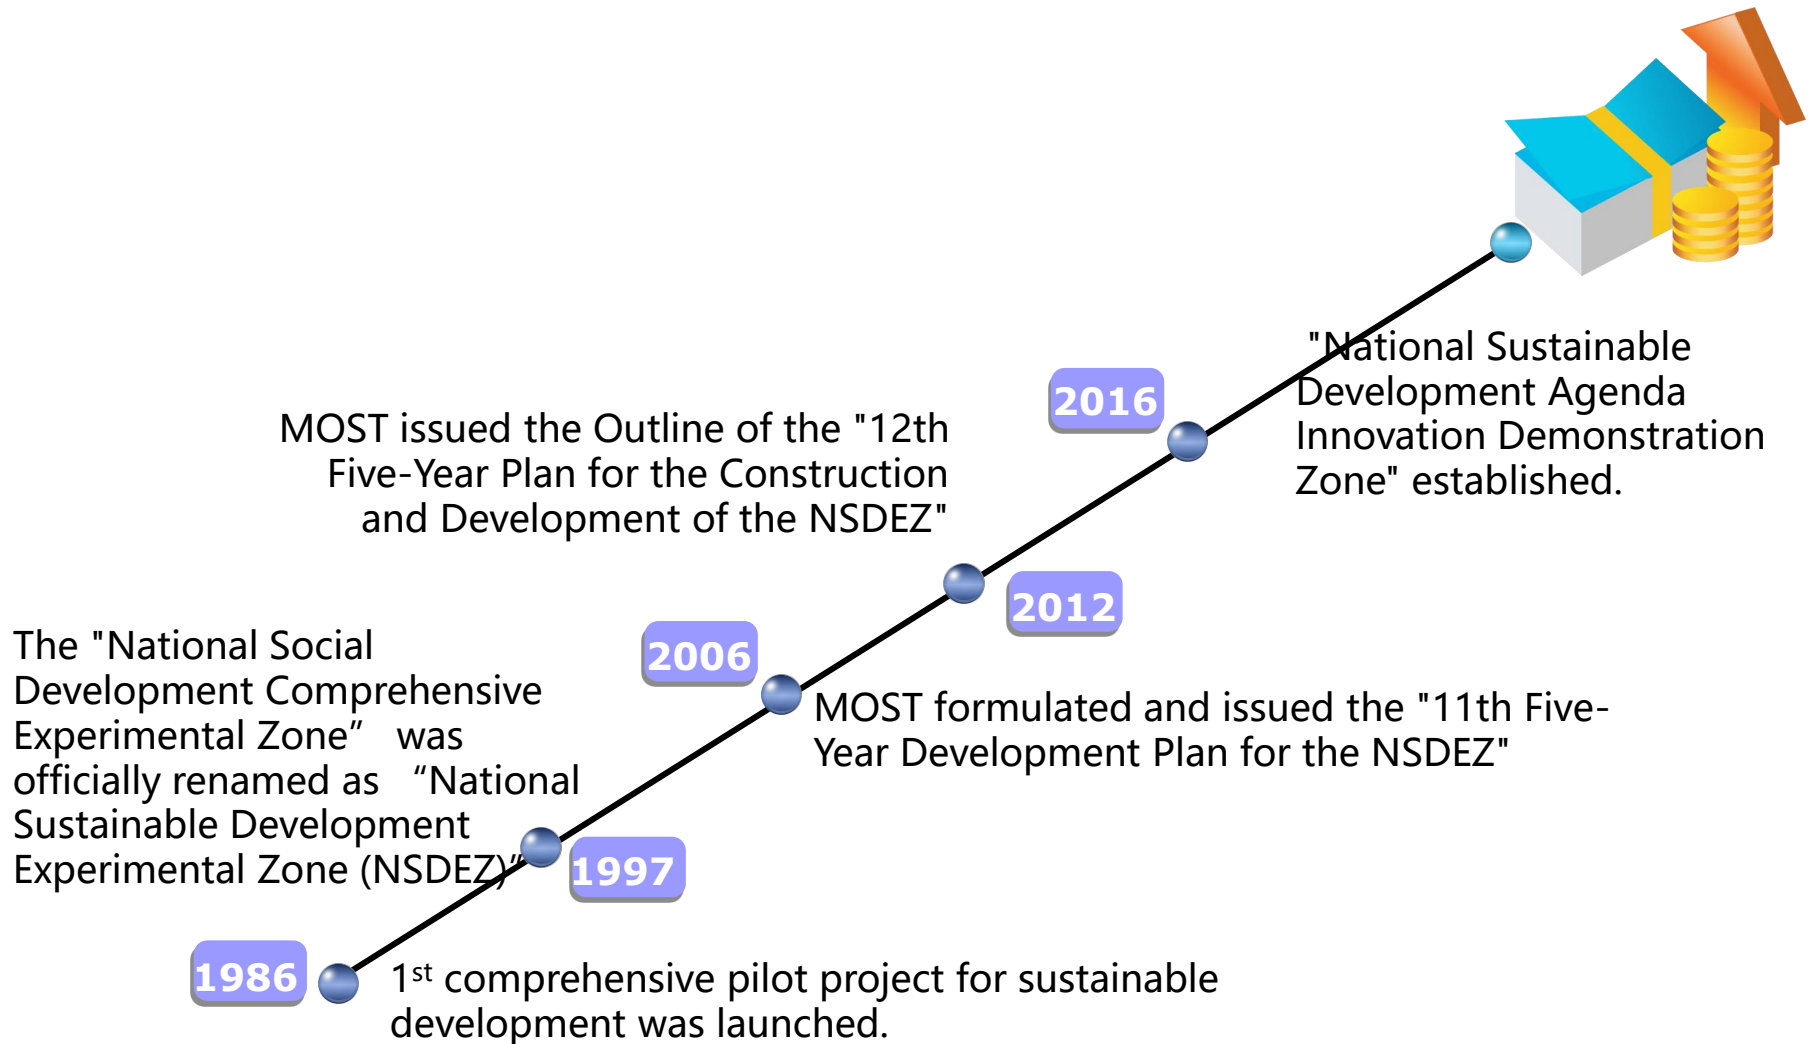 "National Sustainable
Development Agenda
Innovation Demonstration
Zone" established.
2016
MOST issued the Outline of the "12th
Five-Year Plan for the Construction
and Development of the NSDEZ"
2012
2006
MOST formulated and issued the "11th Five-
Year Development Plan for the NSDEZ"
The "National Social
Development Comprehensive
Experimental Zone” was
officially renamed as “National
Sustainable Development
Experimental Zone (NSDEZ)”
1997
1986
1st comprehensive pilot project for sustainable
development was launched.